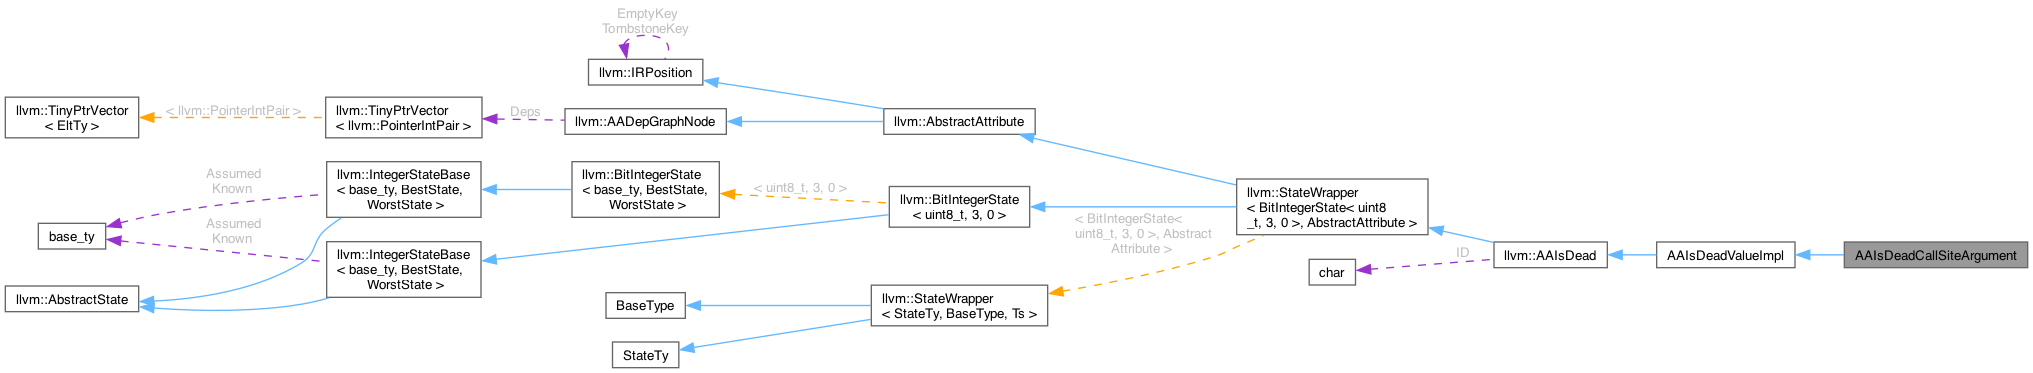 EmptyKey
TombstoneKey
llvm::IRPosition
llvm::TinyPtrVector
< EltTy >
< llvm::PointerIntPair >
llvm::TinyPtrVector
< llvm::PointerIntPair >
Deps
llvm::AADepGraphNode
llvm::AbstractAttribute
Assumed
Known
llvm::IntegerStateBase
< base_ty, BestState,
WorstState >
llvm::BitIntegerState
< base_ty, BestState,
WorstState >
< uint8_t, 3, 0 >
llvm::BitIntegerState
< uint8_t, 3, 0 >
llvm::StateWrapper
< BitIntegerState< uint8
_t, 3, 0 >, AbstractAttribute >
base_ty
Assumed
Known
llvm::IntegerStateBase
< base_ty, BestState,
WorstState >
< BitIntegerState<
uint8_t, 3, 0 >, Abstract
Attribute >
ID
char
llvm::AAIsDead
AAIsDeadValueImpl
AAIsDeadCallSiteArgument
llvm::AbstractState
BaseType
llvm::StateWrapper
< StateTy, BaseType, Ts >
StateTy